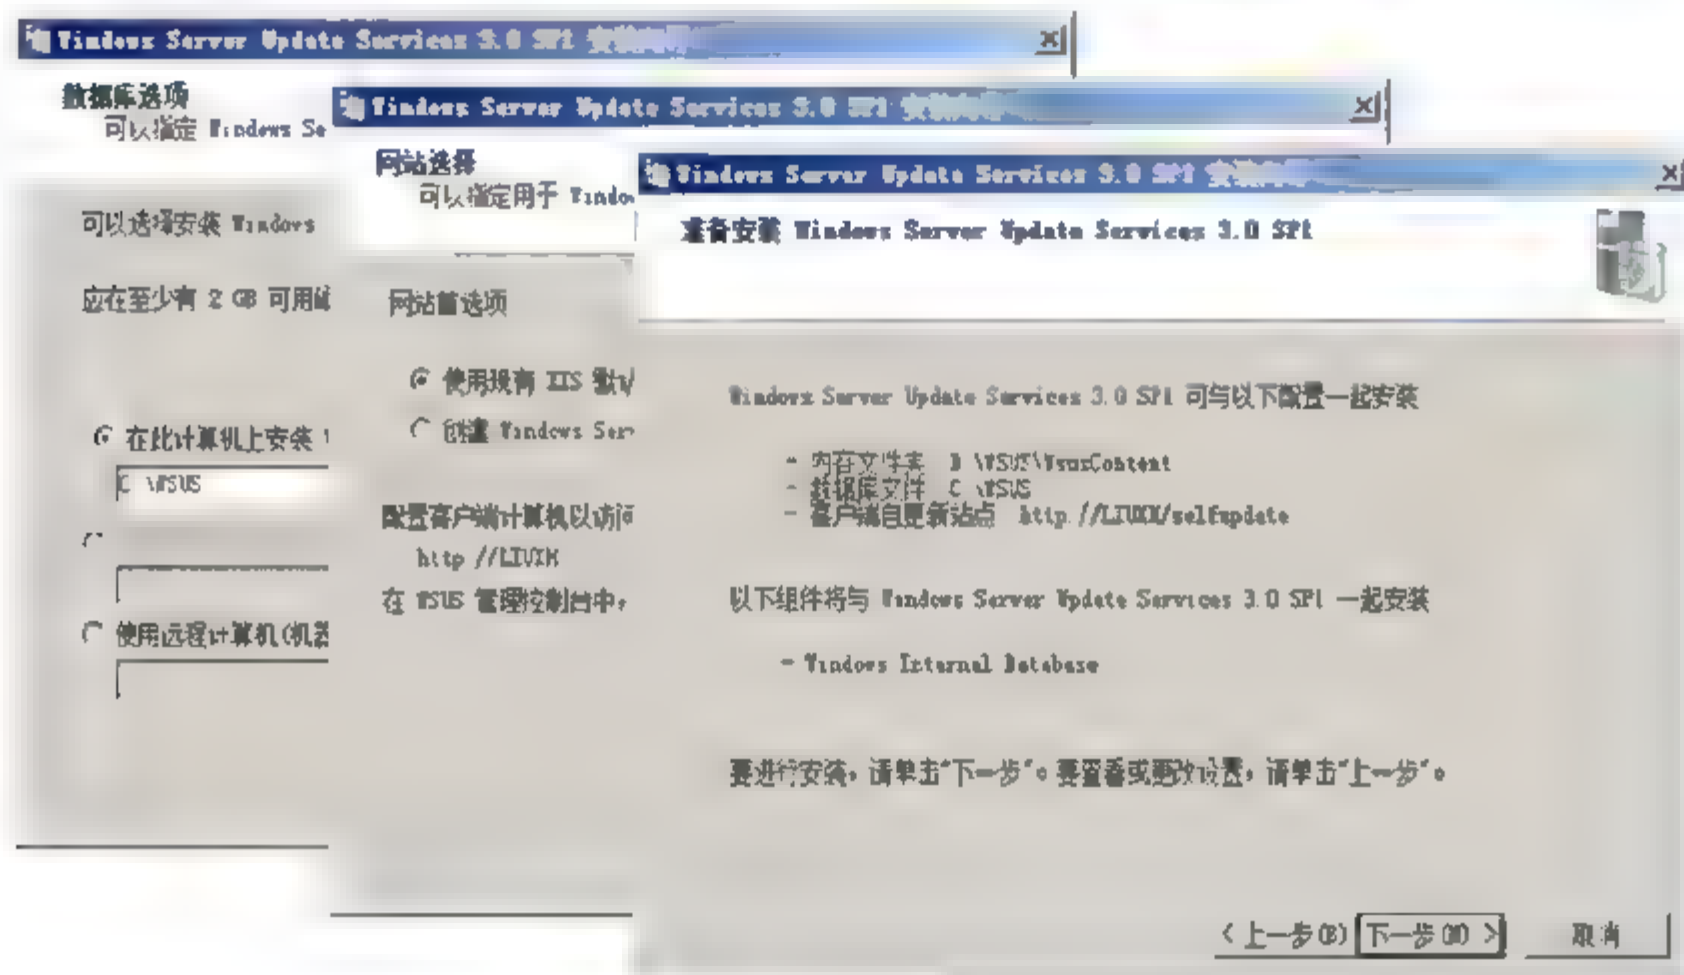 Windows Server Update Services 3.0 SP1 安装
数据库选项
可以指定 Windows Se
可以选择安装 Windows
应在至少有 2 GB 可用
在此计算机上安装
C \WSUS
使用远程计算机(机器
Windows Server Update Services 3.0 SP1 安装
网站选择
可以指定用于 Windo
网站首选项
使用现有 IIS 默认
创建 Windows Ser
配置客户端计算机以访问
http //LIUXX
在 WSUS 管理控制台中,
Windows Server Update Services 3.0 SP1 安装
准备安装 Windows Server Update Services 3.0 SP1
Windows Server Update Services 3.0 SP1 可与以下配置一起安装
- 内容文件夹 D \WSUS\WsusContent
- 数据库文件 C \WSUS
- 客户端自更新站点 http //LIUXX/selfupdate
以下组件将与 Windows Server Update Services 3.0 SP1 一起安装
- Windows Internal Database
要进行安装,请单击"下一步"。要查看或更改设置,请单击"上一步"。
< 上一步(B) 下一步(N) > 取消